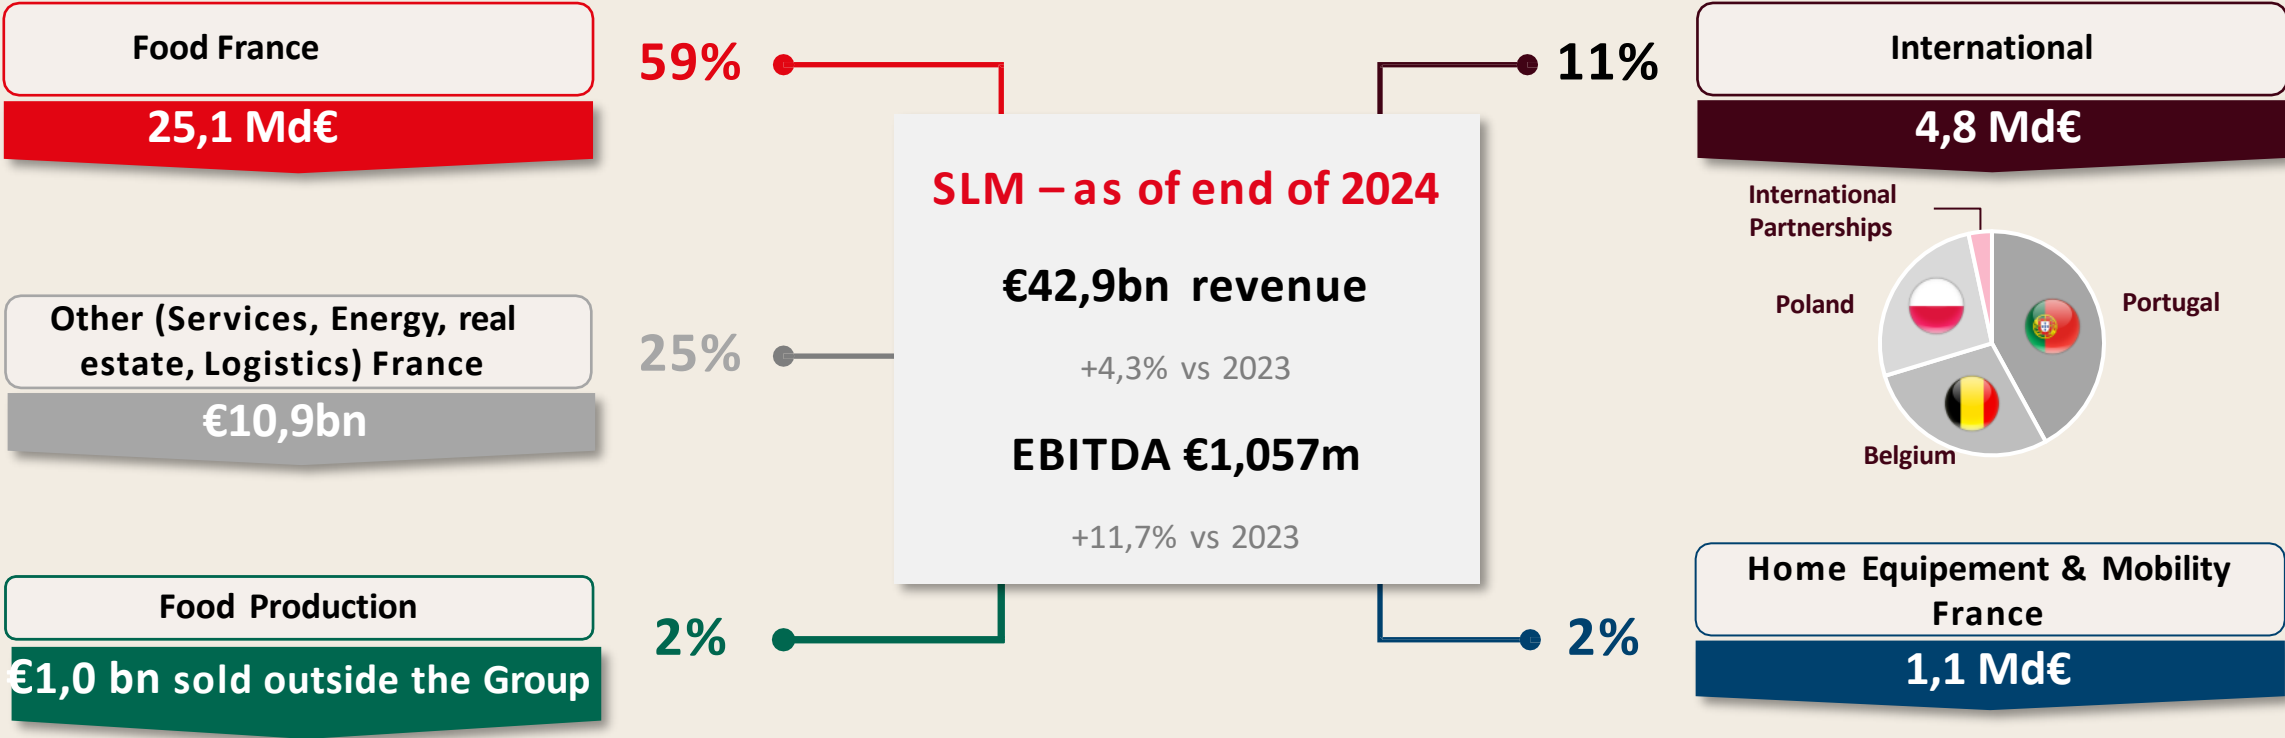 Food France
25,1 Md€
59%
Other (Services, Energy, real
estate, Logistics) France
€10,9bn
25%
Food Production
€1,0 bn sold outside the Group
2%
SLM – as of end of 2024
€42,9bn revenue
+4,3% vs 2023
EBITDA €1,057m
+11,7% vs 2023
11%
International
4,8 Md€
International
Partnerships
Poland
Portugal
Belgium
2%
Home Equipement & Mobility
France
1,1 Md€